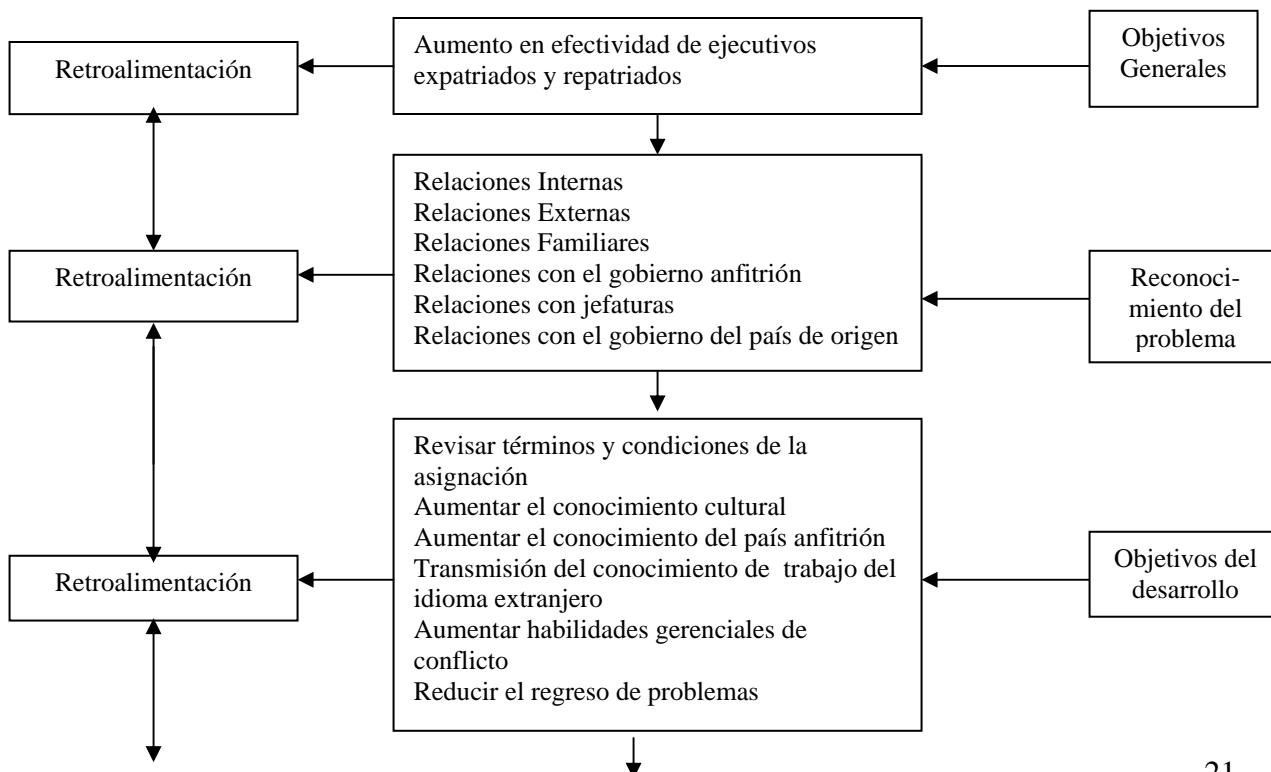 Retroalimentación
Aumento en efectividad de ejecutivos
expatriados y repatriados
Objetivos
Generales
Retroalimentación
Relaciones Internas
Relaciones Externas
Relaciones Familiares
Relaciones con el gobierno anfitrión
Relaciones con jefaturas
Relaciones con el gobierno del país de origen
Reconoci-
miento del
problema
Retroalimentación
Revisar términos y condiciones de la
asignación
Aumentar el conocimiento cultural
Aumentar el conocimiento del país anfitrión
Transmisión del conocimiento de trabajo del
idioma extranjero
Aumentar habilidades gerenciales de
conflicto
Reducir el regreso de problemas
Objetivos del
desarrollo